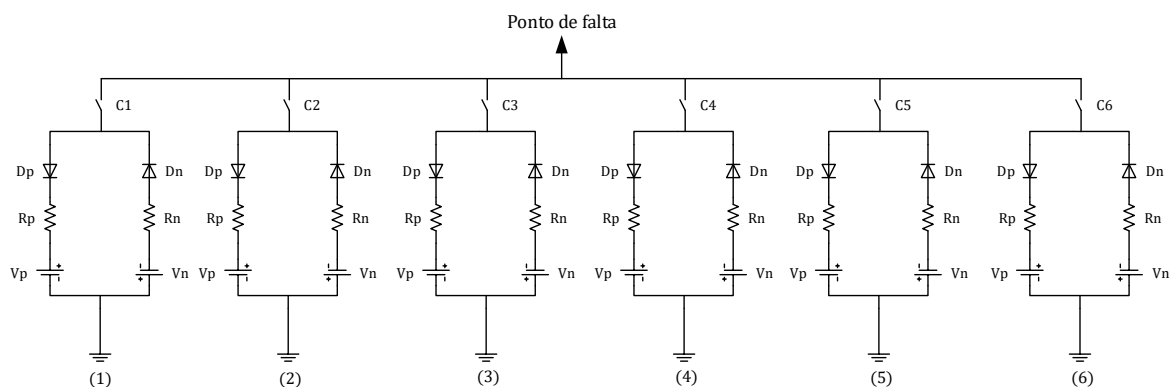 Ponto de falta
C1 C2 C3 C4 C5 C6
Dp Dn Dp Dn Dp Dn Dp Dn Dp Dn Dp Dn
Rp Rn Rp Rn Rp Rn Rp Rn Rp Rn Rp Rn
Vp Vn Vp Vn Vp Vn Vp Vn Vp Vn Vp Vn
(1) (2) (3) (4) (5) (6)